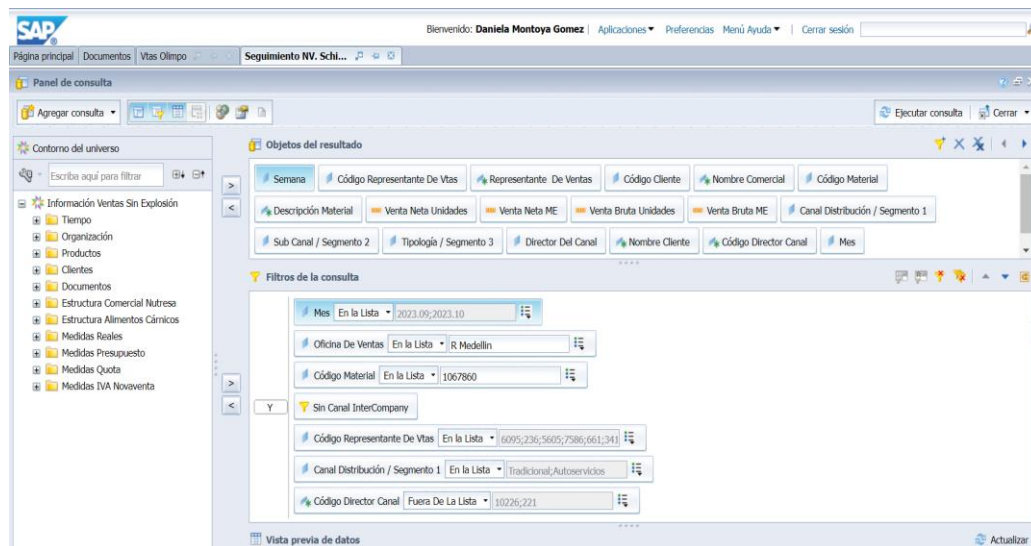 SAP
Bienvenido: Daniela Montoya Gomez | Aplicaciones Preferencias Menú Ayuda | Cerrar sesión
Página principal Documentos Vtas Olimpo Seguimiento NV. Schi...
Panel de consulta
Agregar consulta Ejecutar consulta Cerrar
Contorno del universo
Escriba aquí para filtrar
Información Ventas Sin Explosión
Tiempo
Organización
Productos
Clientes
Documentos
Estructura Comercial Nutresa
Estructura Alimentos Cárnicos
Medidas Reales
Medidas Presupuesto
Medidas Quota
Medidas IVA Novaventa
Objetos del resultado
Semana Código Representante De Vtas Representante De Ventas Código Cliente Nombre Comercial Código Material
Descripción Material Venta Neta Unidades Venta Neta ME Venta Bruta Unidades Venta Bruta ME Canal Distribución / Segmento 1
Sub Canal / Segmento 2 Tipología / Segmento 3 Director Del Canal Nombre Cliente Código Director Canal Mes
Filtros de la consulta
Mes En la Lista 2023.09;2023.10
Oficina De Ventas En la Lista R Medellin
Código Material En la Lista 1067860
Y Sin Canal InterCompany
Código Representante De Vtas En la Lista 6095;236;5605;7586;661;341
Canal Distribución / Segmento 1 En la Lista Tradicional;Autoservicios
Código Director Canal Fuera De La Lista 10226;221
Vista previa de datos Actualizar